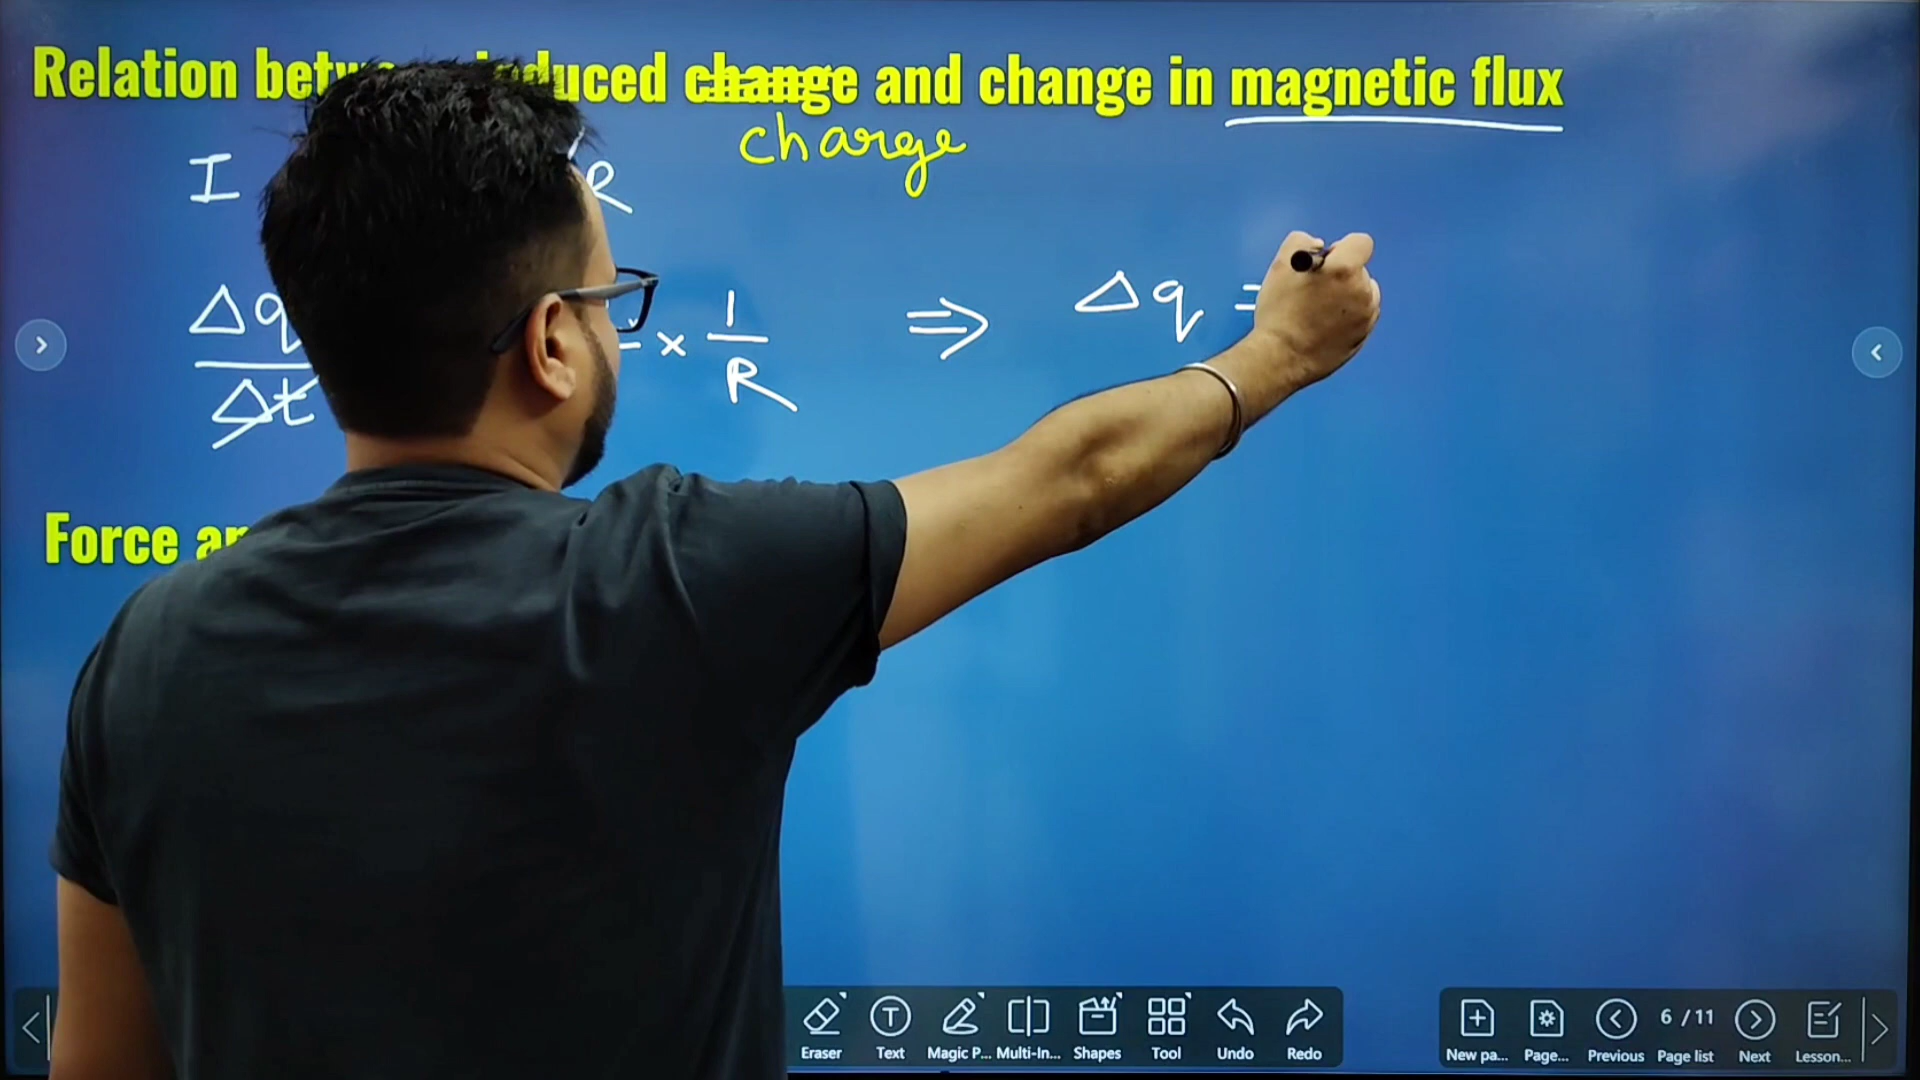 Relation induced change and change in magnetic flux
charge
I R
Δq × 1/R ⇒ Δq =
Δt
Force
Eraser Text Magic P... Multi-In... Shapes Tool Undo Redo
New pa... Page... Previous 6 / 11 Page list Next Lesson...